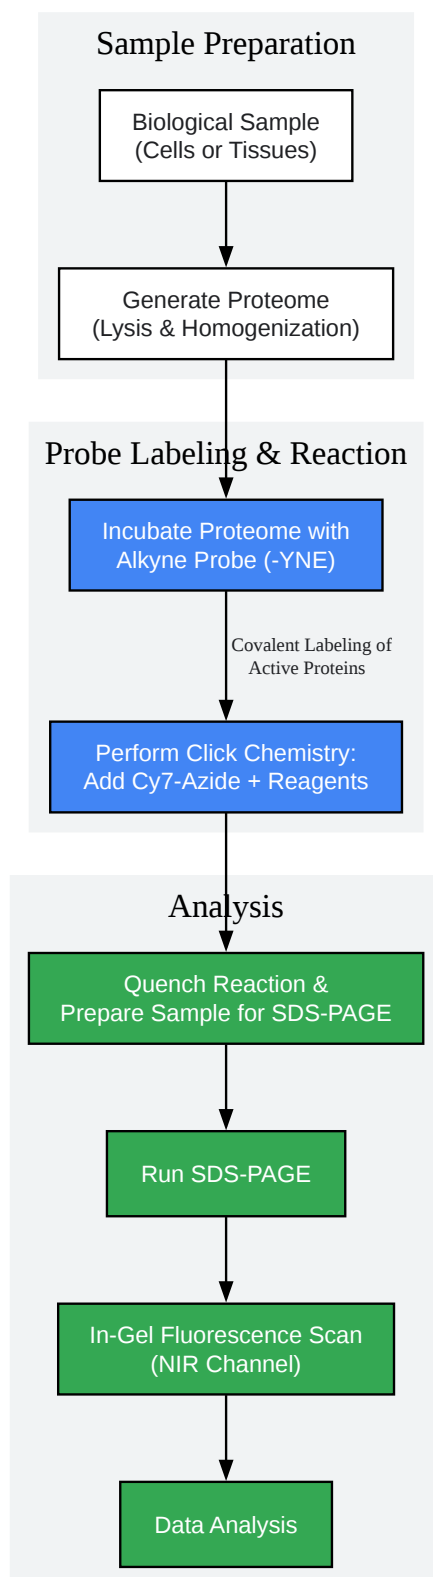 Sample Preparation
Biological Sample
(Cells or Tissues)
Generate Proteome
(Lysis & Homogenization)
Probe Labeling & Reaction
Incubate Proteome with
Alkyne Probe (-YNE)
Covalent Labeling of
Active Proteins
Perform Click Chemistry:
Add Cy7-Azide + Reagents
Analysis
Quench Reaction &
Prepare Sample for SDS-PAGE
Run SDS-PAGE
In-Gel Fluorescence Scan
(NIR Channel)
Data Analysis